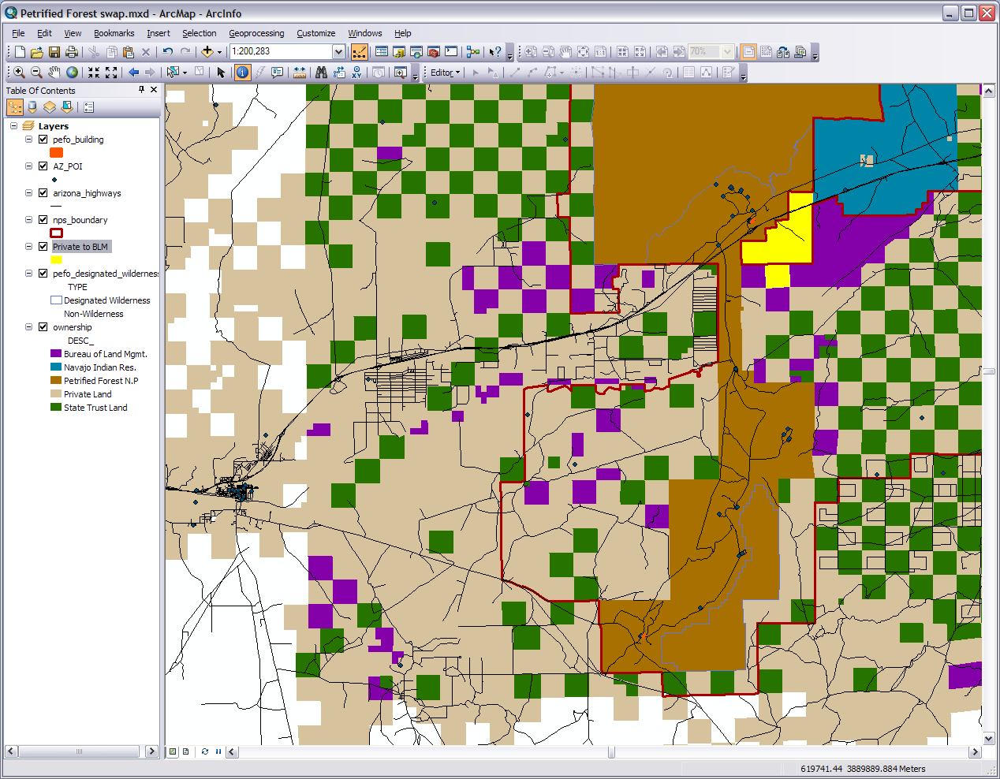 Petrified Forest swap.mxd - ArcMap - ArcInfo
File Edit View Bookmarks Insert Selection Geoprocessing Customize Windows Help
1:200,283
70%
Editor
Table Of Contents
Layers
pefo_building
AZ_POI
arizona_highways
nps_boundary
Private to BLM
pefo_designated_wilderness
TYPE
Designated Wilderness
Non-Wilderness
ownership
DESC_
Bureau of Land Mgmt.
Navajo Indian Res.
Petrified Forest N.P
Private Land
State Trust Land
619741.44 3889889.884 Meters